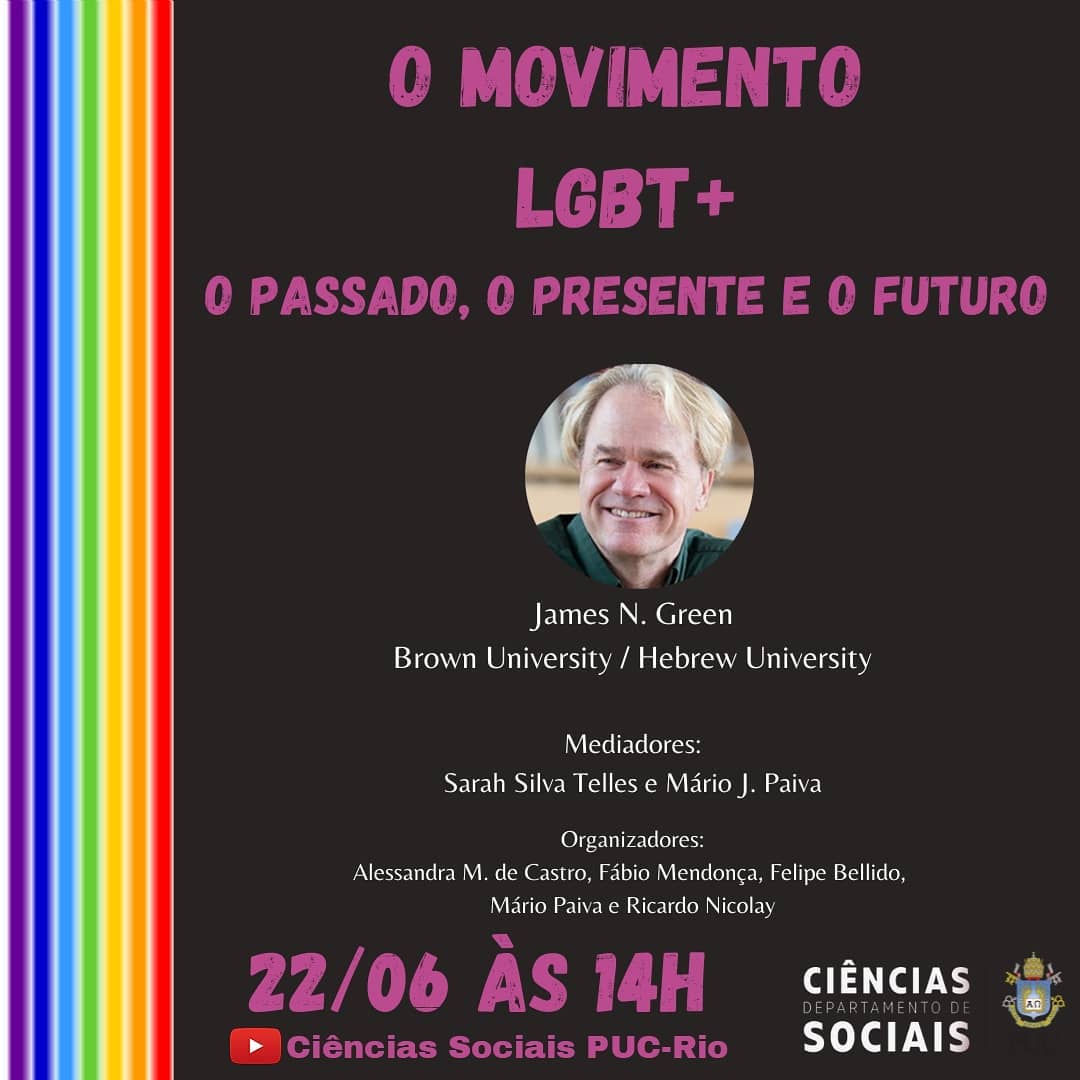 O MOVIMENTO
LGBT+
O PASSADO, O PRESENTE E O FUTURO
James N. Green
Brown University / Hebrew University
Mediadores:
Sarah Silva Telles e Mário J. Paiva
Organizadores:
Alessandra M. de Castro, Fábio Mendonça, Felipe Bellido,
Mário Paiva e Ricardo Nicolay
22/06 ÀS 14H
Ciências Sociais PUC-Rio
CIÊNCIAS
DEPARTAMENTO DE
SOCIAIS
ΑΩ
PUC